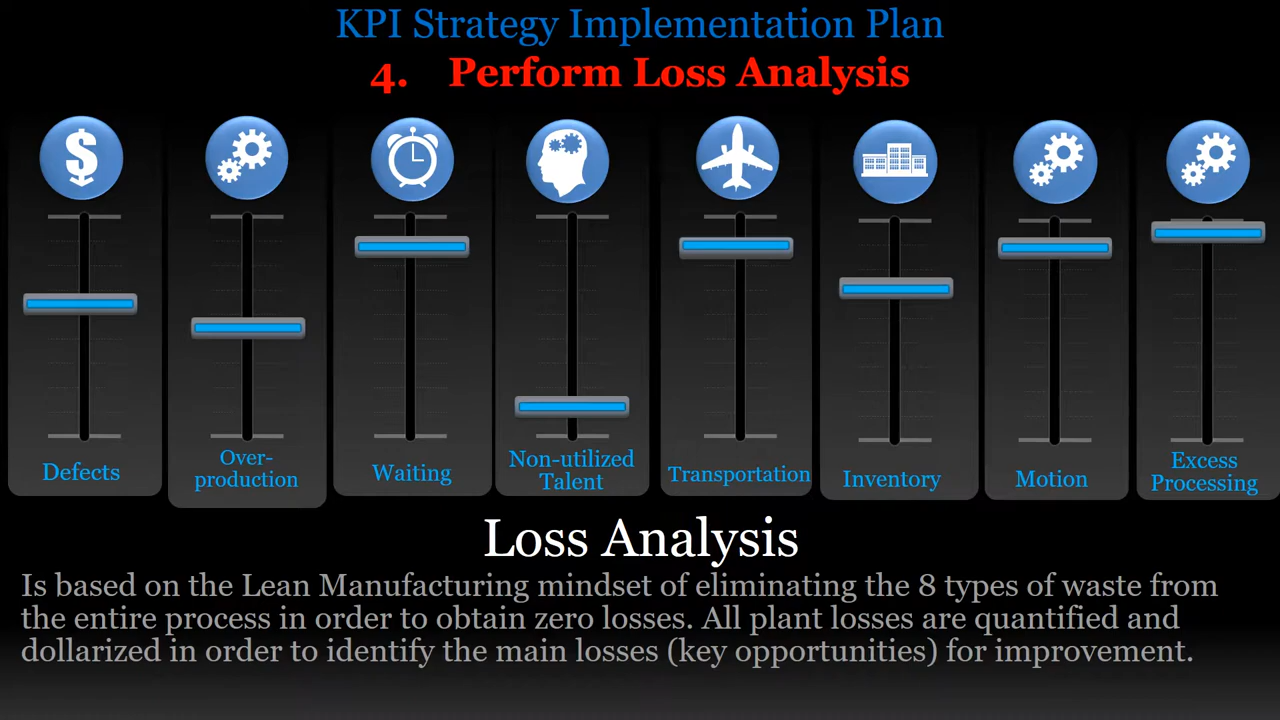 KPI Strategy Implementation Plan
4. Perform Loss Analysis
$
Defects
Over-
production
Waiting
Non-utilized
Talent
Transportation
Inventory
Motion
Excess
Processing
Loss Analysis
Is based on the Lean Manufacturing mindset of eliminating the 8 types of waste from
the entire process in order to obtain zero losses. All plant losses are quantified and
dollarized in order to identify the main losses (key opportunities) for improvement.